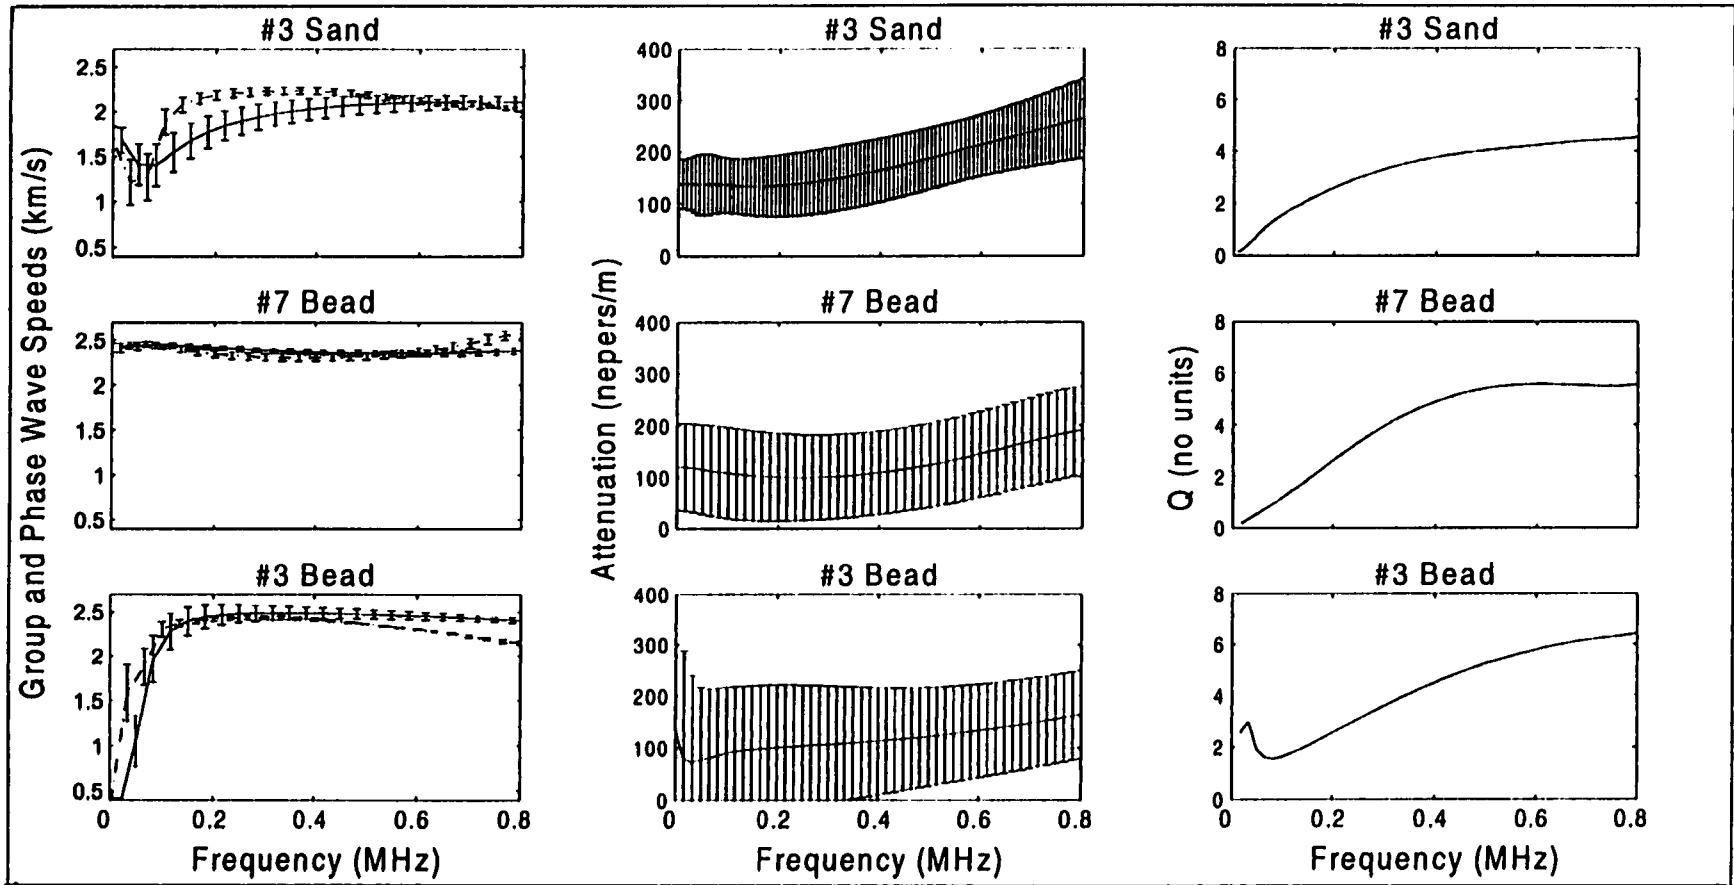 #3 Sand
#3 Sand
#3 Sand
Group and Phase Wave Speeds (km/s)
2.5
2
1.5
1
0.5
400
300
200
100
0
8
6
4
2
0
#7 Bead
#7 Bead
#7 Bead
2.5
2
1.5
1
0.5
Attenuation (nepers/m)
400
300
200
100
0
Q (no units)
8
6
4
2
0
#3 Bead
#3 Bead
#3 Bead
2.5
2
1.5
1
0.5
400
300
200
100
0
8
6
4
2
0
0 0.2 0.4 0.6 0.8
0 0.2 0.4 0.6 0.8
0 0.2 0.4 0.6 0.8
Frequency (MHz)
Frequency (MHz)
Frequency (MHz)